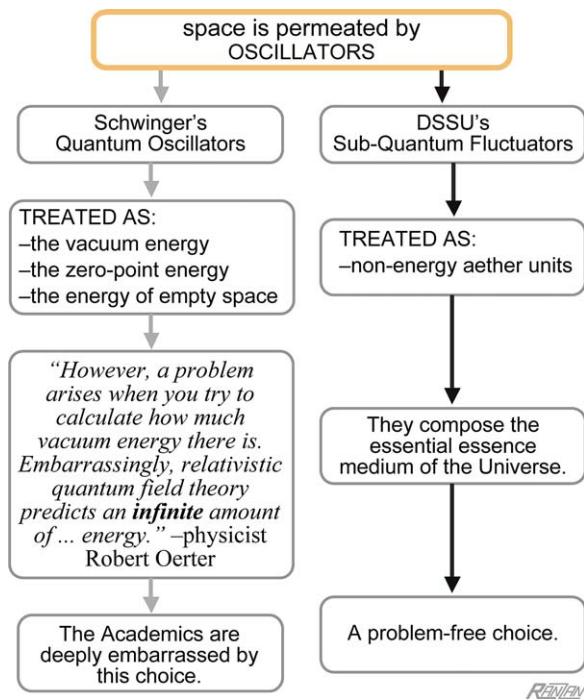 space is permeated by
OSCILLATORS
Schwinger's
Quantum Oscillators
TREATED AS:
–the vacuum energy
–the zero-point energy
–the energy of empty space
“However, a problem
arises when you try to
calculate how much
vacuum energy there is.
Embarrassingly, relativistic
quantum field theory
predicts an infinite amount
of ... energy.” –physicist
Robert Oerter
The Academics are
deeply embarrassed by
this choice.
DSSU's
Sub-Quantum Fluctuators
TREATED AS:
–non-energy aether units
They compose the
essential essence
medium of the Universe.
A problem-free choice.
RANTAN